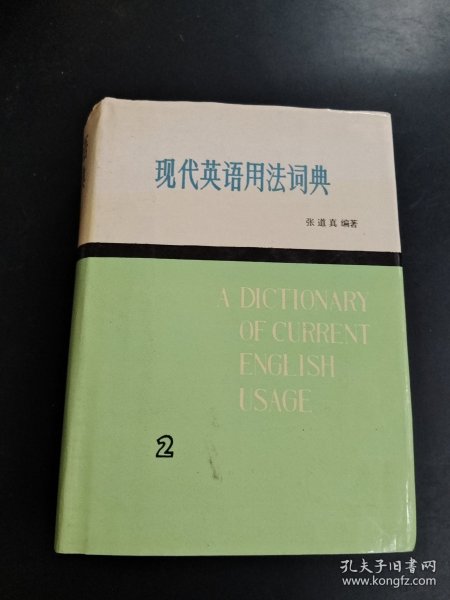 现代英语用法词典
张道真 编著
A DICTIONARY
OF CURRENT
ENGLISH
USAGE
2
孔夫子旧书网
www.kongfz.com